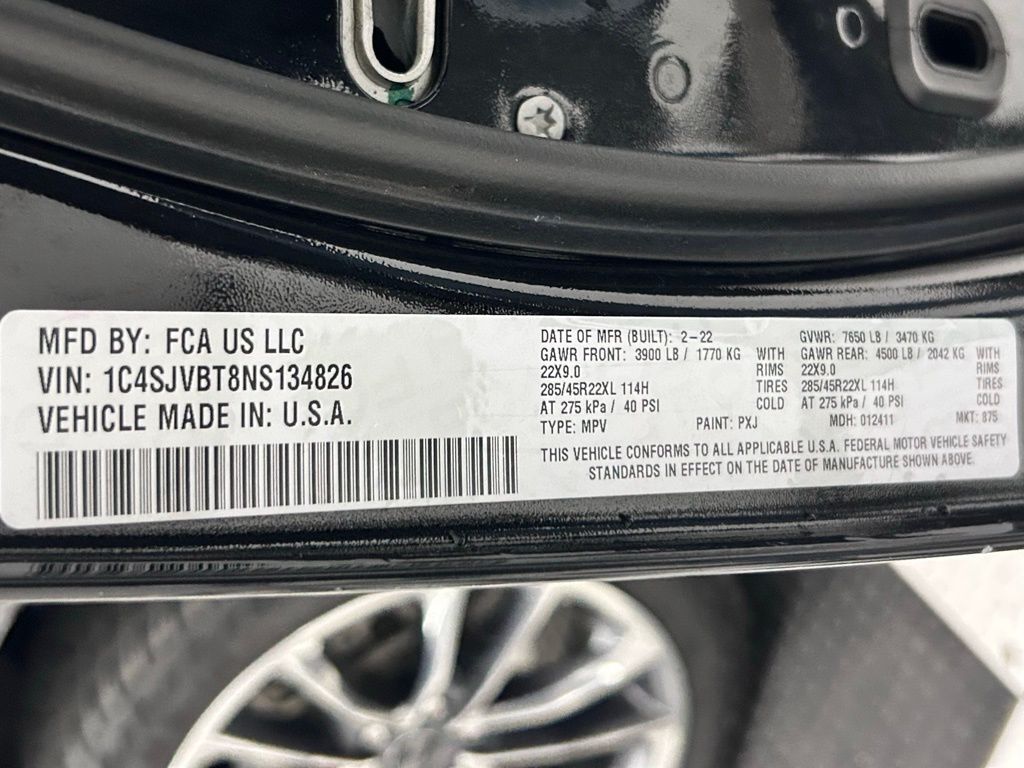 MFD BY: FCA US LLC
VIN: 1C4SJVBT8NS134826
VEHICLE MADE IN: U.S.A.
DATE OF MFR (BUILT): 2-22 GVWR: 7650 LB / 3470 KG
GAWR FRONT: 3900 LB / 1770 KG WITH GAWR REAR: 4500 LB / 2042 KG WITH
22X9.0 RIMS 22X9.0 RIMS
285/45R22XL 114H TIRES 285/45R22XL 114H TIRES
AT 275 kPa / 40 PSI COLD AT 275 kPa / 40 PSI COLD
TYPE: MPV PAINT: PXJ MDH: 012411 MKT: 875
THIS VEHICLE CONFORMS TO ALL APPLICABLE U.S.A. FEDERAL MOTOR VEHICLE SAFETY
STANDARDS IN EFFECT ON THE DATE OF MANUFACTURE SHOWN ABOVE.